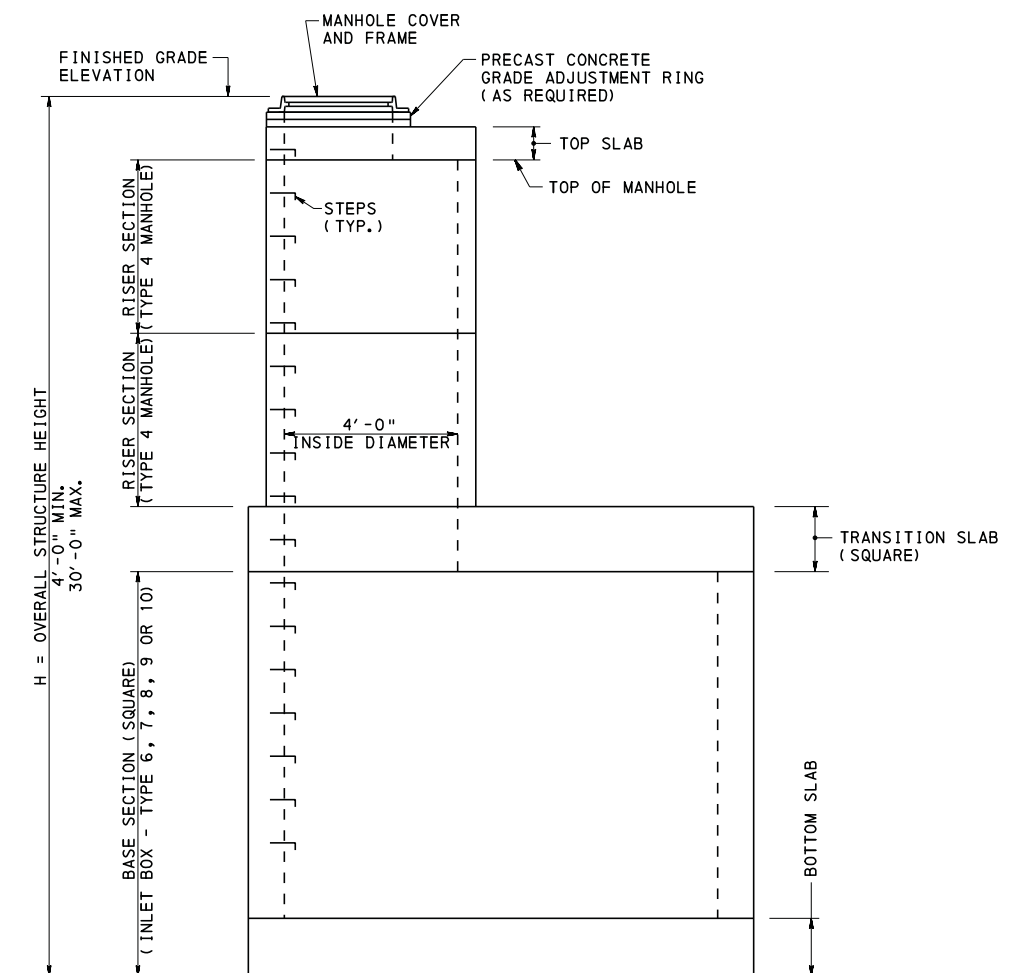 MANHOLE COVER
AND FRAME
FINISHED GRADE
ELEVATION
PRECAST CONCRETE
GRADE ADJUSTMENT RING
(AS REQUIRED)
TOP SLAB
TOP OF MANHOLE
STEPS
(TYP.)
RISER SECTION
(TYPE 4 MANHOLE)
RISER SECTION
(TYPE 4 MANHOLE)
4'-0"
INSIDE DIAMETER
H = OVERALL STRUCTURE HEIGHT
4'-0" MIN.
30'-0" MAX.
TRANSITION SLAB
(SQUARE)
BASE SECTION (SQUARE)
(INLET BOX - TYPE 6, 7, 8, 9 OR 10)
BOTTOM SLAB